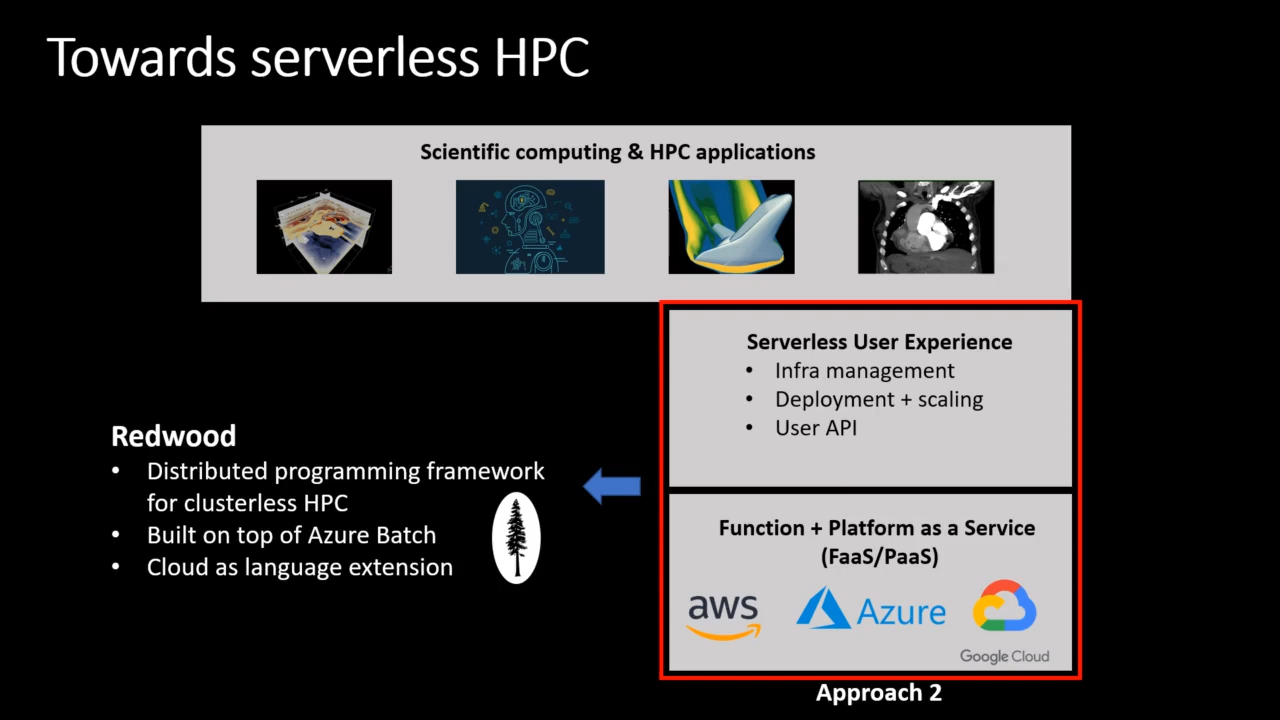 Towards serverless HPC
Scientific computing & HPC applications
Serverless User Experience
• Infra management
• Deployment + scaling
• User API
Redwood
• Distributed programming framework
for clusterless HPC
• Built on top of Azure Batch
• Cloud as language extension
Function + Platform as a Service
(FaaS/PaaS)
aws
Azure
Google Cloud
Approach 2